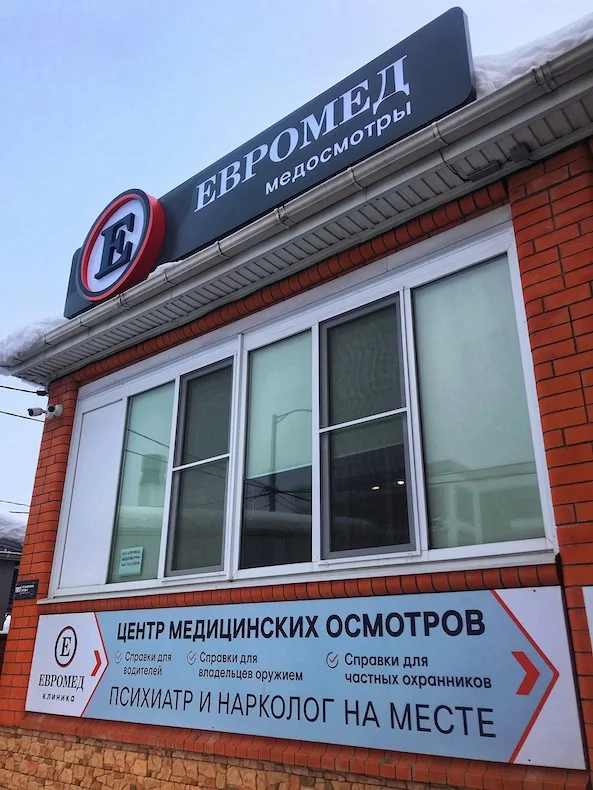 Е
ЕВРОМЕД
медосмотры
Е
ЕВРОМЕД
клиника
ЦЕНТР МЕДИЦИНСКИХ ОСМОТРОВ
Справки для
водителей
Справки для
владельцев оружием
Справки для
частных охранников
ПСИХИАТР И НАРКОЛОГ НА МЕСТЕ